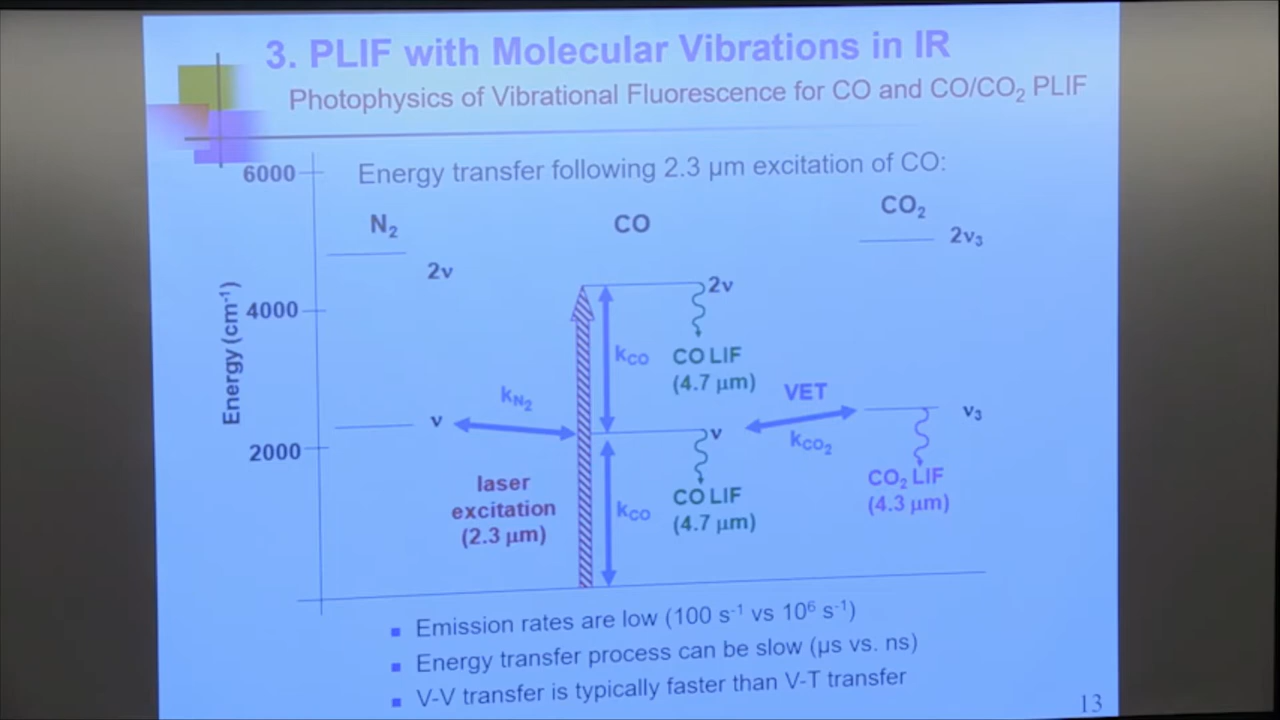 3. PLIF with Molecular Vibrations in IR
Photophysics of Vibrational Fluorescence for CO and CO/CO₂ PLIF
Energy transfer following 2.3 µm excitation of CO:
6000
4000
2000
Energy (cm⁻¹)
N₂
2ν
ν
k_N₂
laser
excitation
(2.3 µm)
CO
2ν
k_CO
CO LIF
(4.7 µm)
ν
k_CO
CO LIF
(4.7 µm)
VET
k_CO₂
CO₂
2ν₃
ν₃
CO₂ LIF
(4.3 µm)
▪ Emission rates are low (100 s⁻¹ vs 10⁶ s⁻¹)
▪ Energy transfer process can be slow (µs vs. ns)
▪ V-V transfer is typically faster than V-T transfer
13